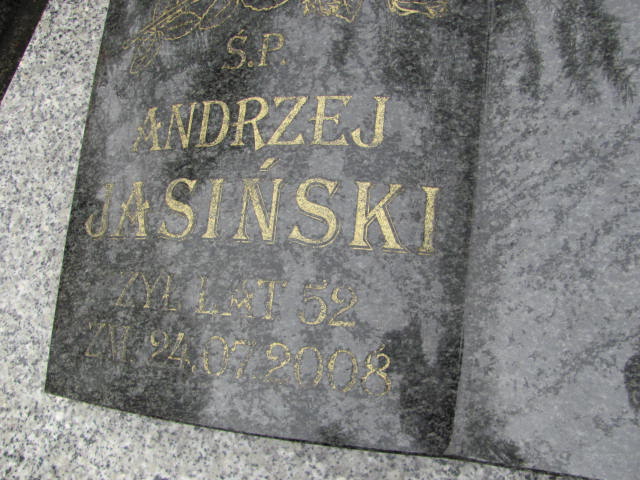 Ś.P.
ANDRZEJ
JASIŃSKI
ŻYŁ LAT 52
ZM. 24.07.2008